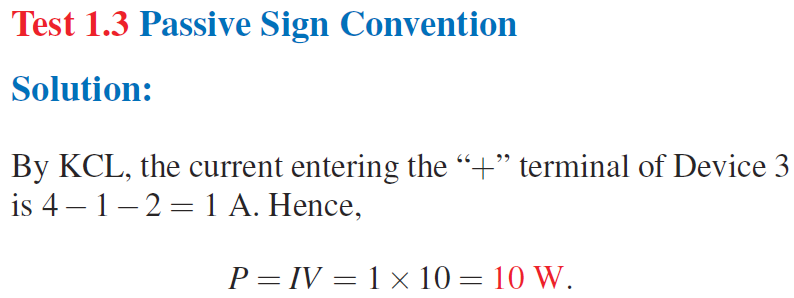 Test 1.3 Passive Sign Convention
Solution:
By KCL, the current entering the “+” terminal of Device 3
is 4 – 1 – 2 = 1 A. Hence,
P = IV = 1 × 10 = 10 W.